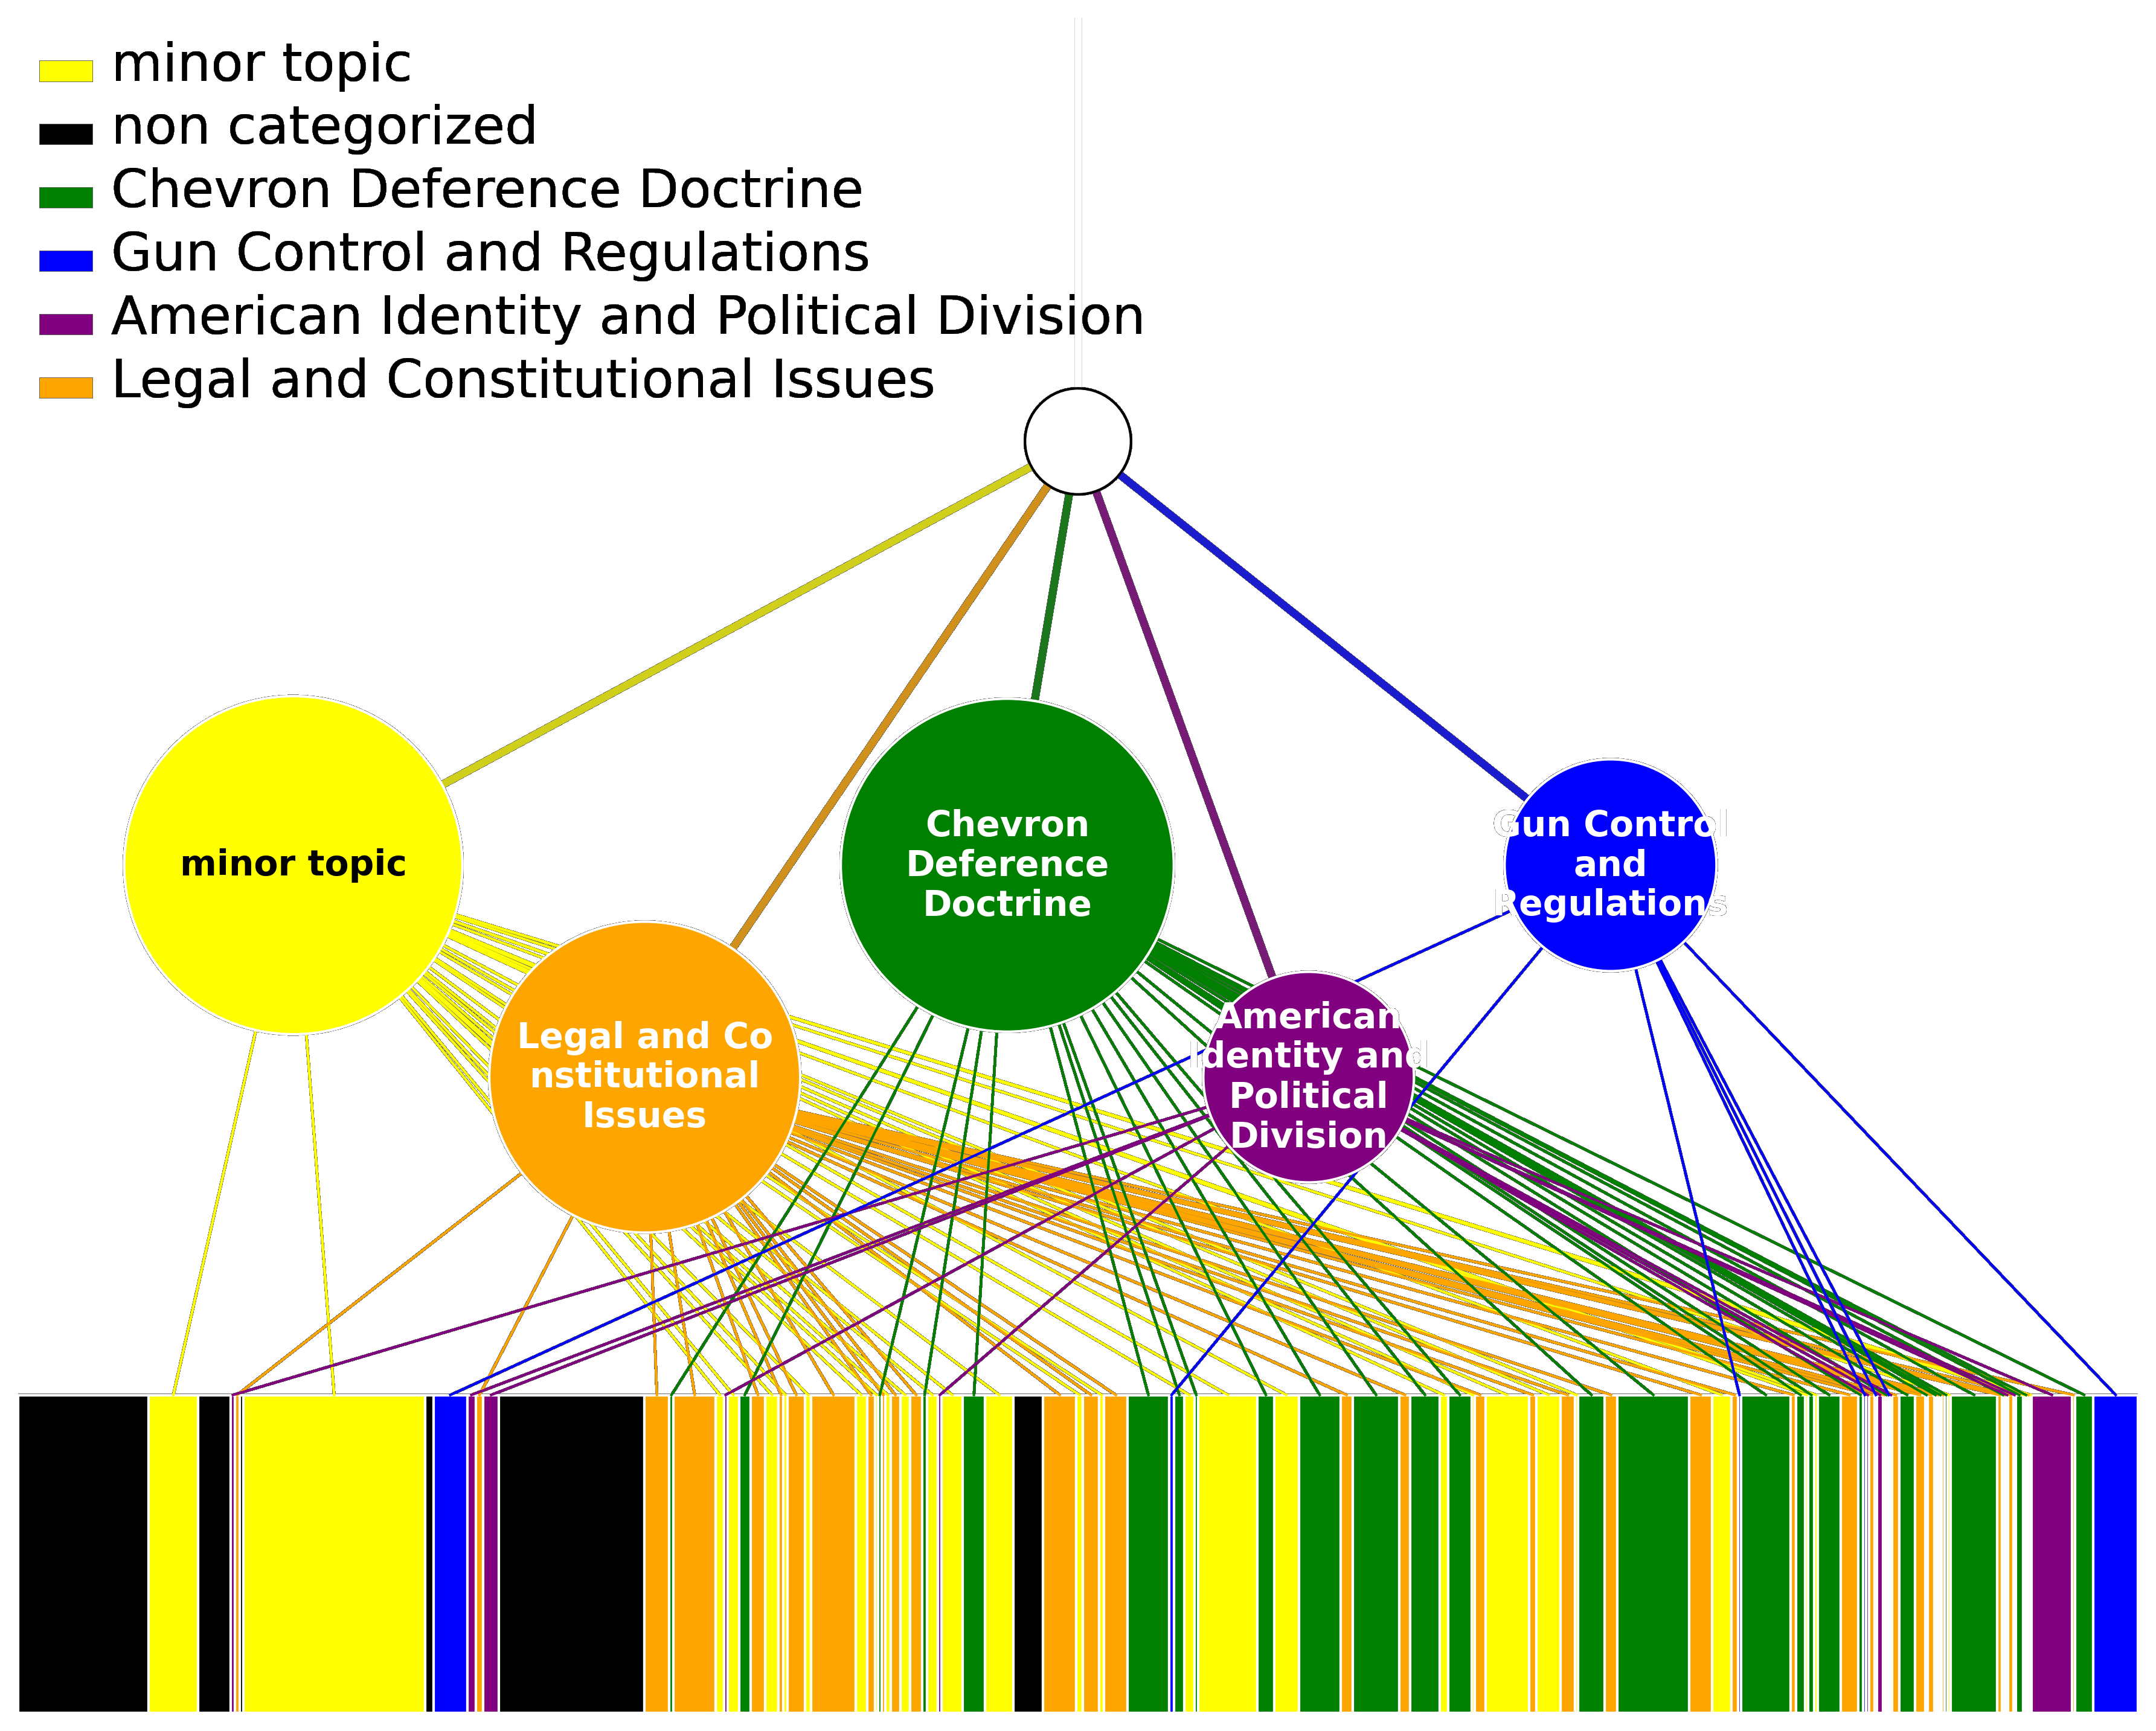 minor topic
non categorized
Chevron Deference Doctrine
Gun Control and Regulations
American Identity and Political Division
Legal and Constitutional Issues
minor topic
Chevron
Deference
Doctrine
Gun Control
and
Regulations
Legal and Co
nstitutional
Issues
American
Identity and
Political
Division